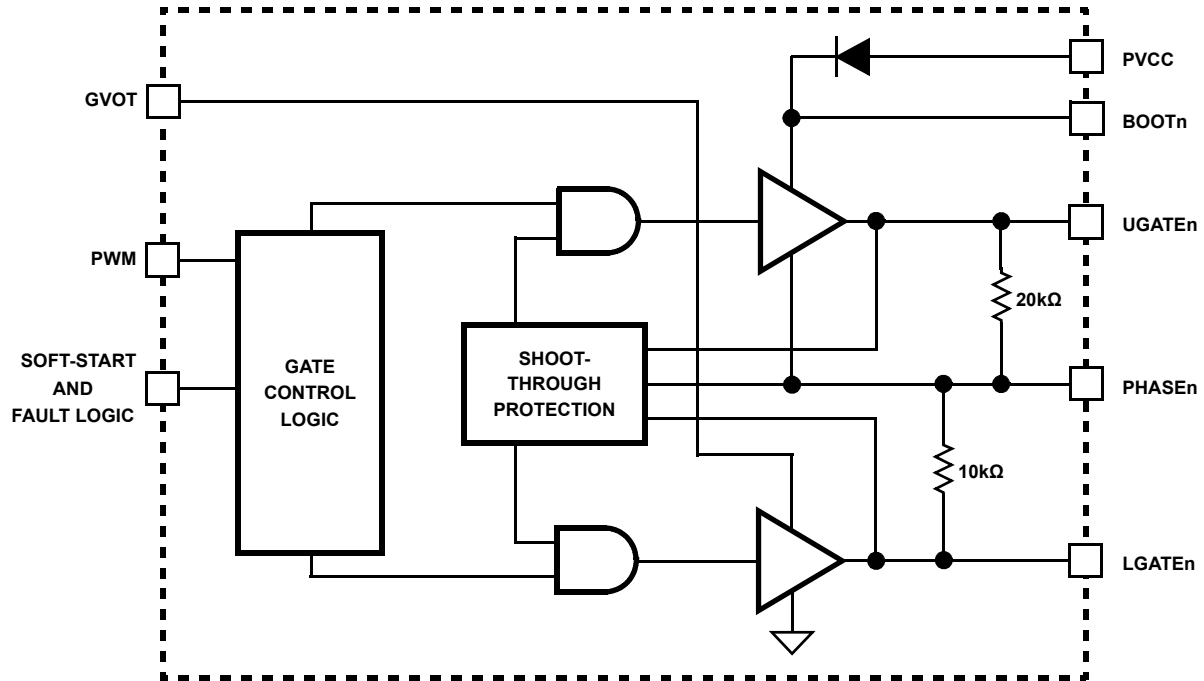 PVCC
GVOT
BOOTn
UGATEn
PWM
20kΩ
SOFT-START
AND
FAULT LOGIC
GATE
CONTROL
LOGIC
SHOOT-
THROUGH
PROTECTION
PHASEn
10kΩ
LGATEn